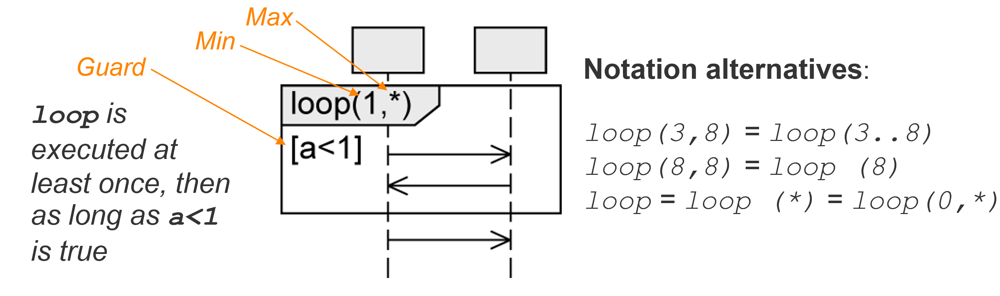 Max
Min
Guard
loop is
executed at
least once, then
as long as a<1
is true
loop(1,*)
[a<1]
Notation alternatives:
loop(3,8) = loop(3..8)
loop(8,8) = loop (8)
loop = loop (*) = loop(0,*)